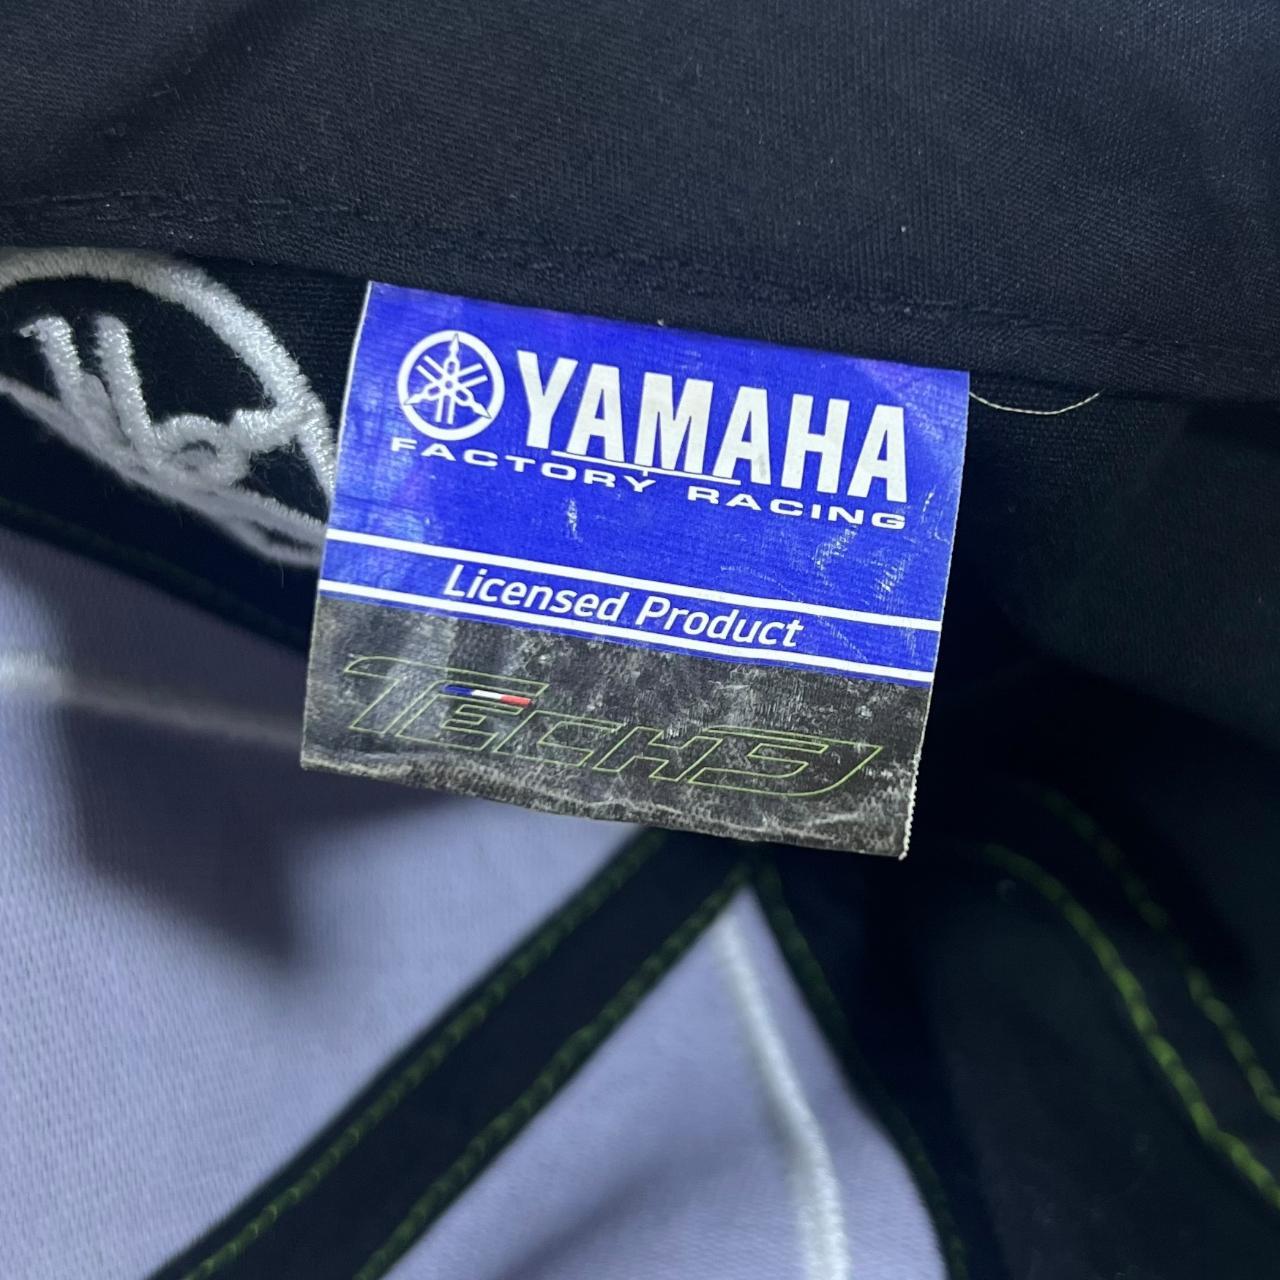 YAMAHA
FACTORY RACING
Licensed Product
TECH3